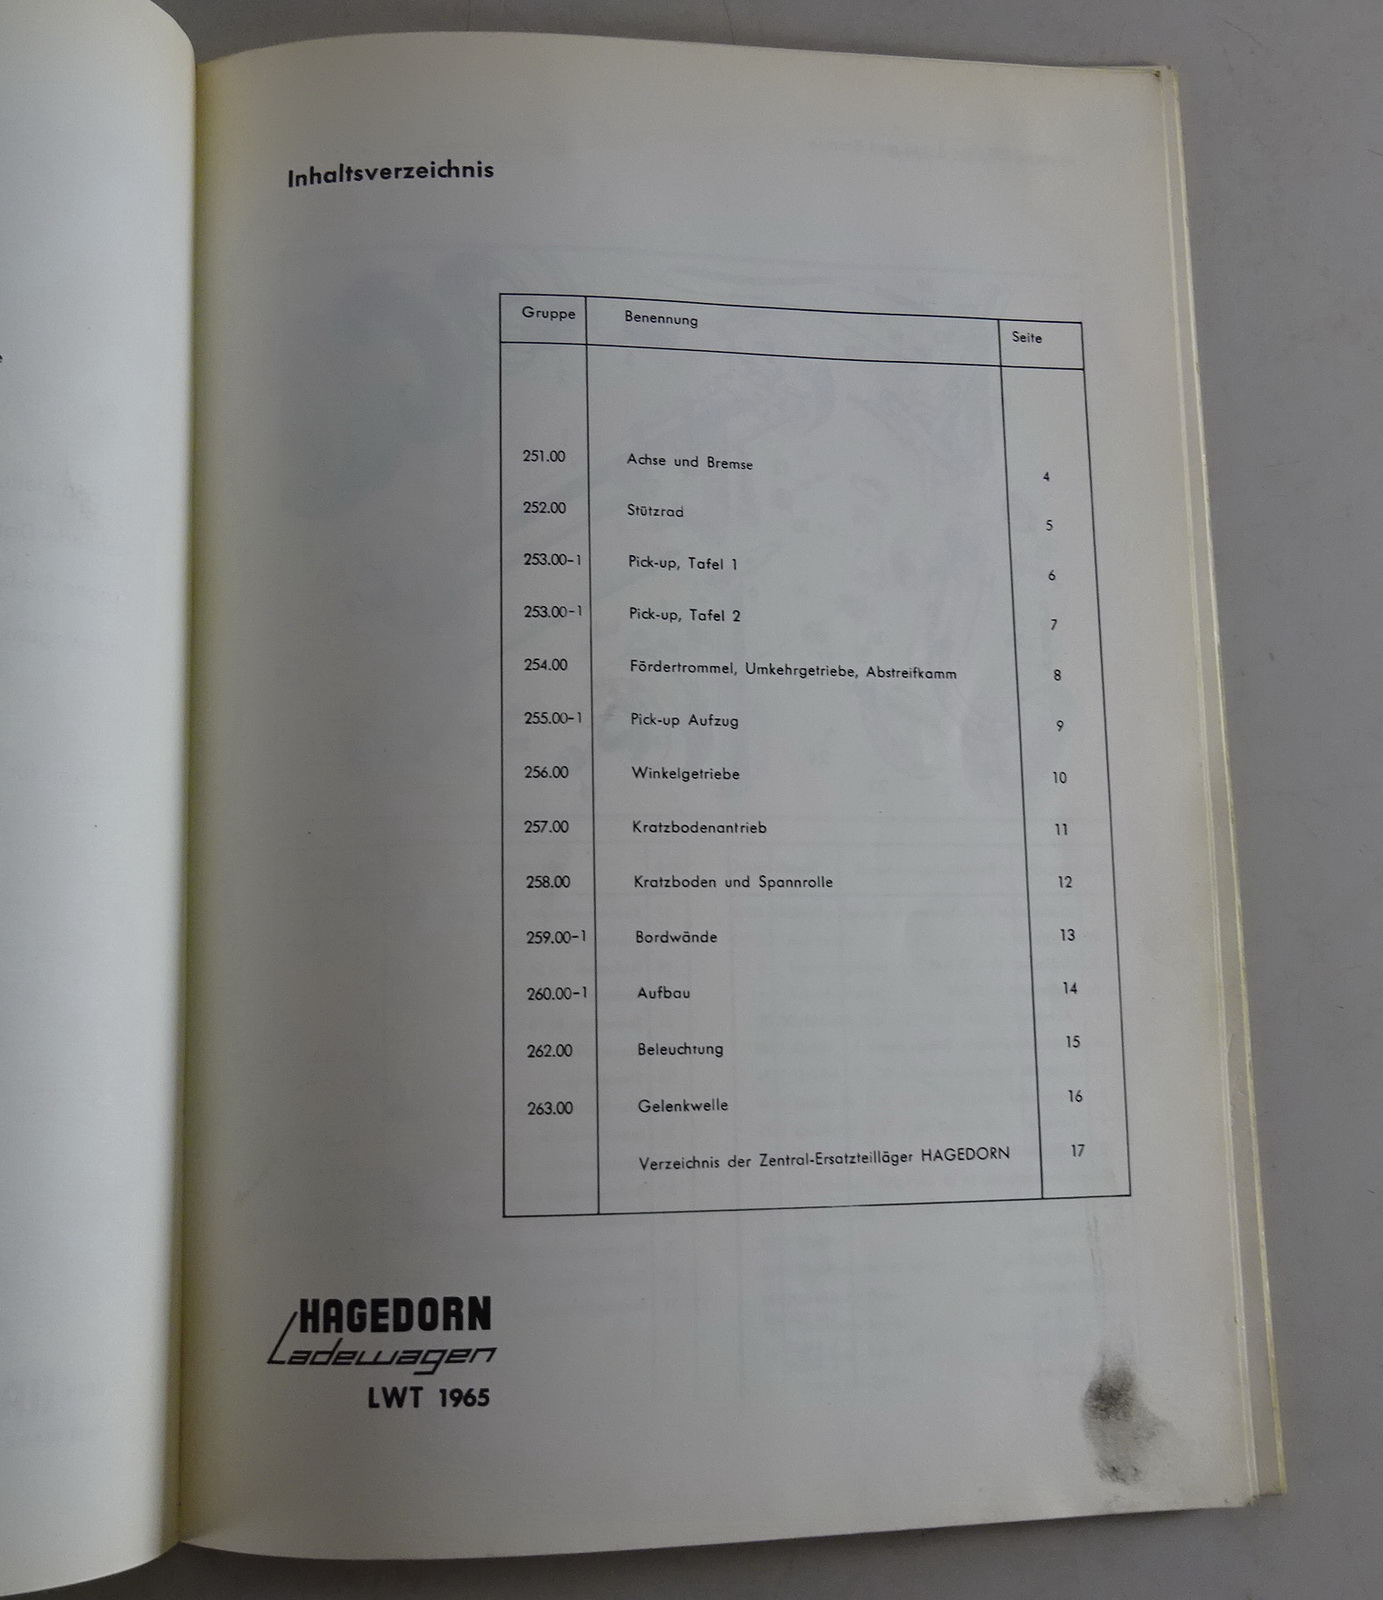 Inhaltsverzeichnis
Gruppe Benennung Seite
251.00 Achse und Bremse 4
252.00 Stützrad 5
253.00-1 Pick-up, Tafel 1 6
253.00-1 Pick-up, Tafel 2 7
254.00 Fördertrommel, Umkehrgetriebe, Abstreifkamm 8
255.00-1 Pick-up Aufzug 9
256.00 Winkelgetriebe 10
257.00 Kratzbodenantrieb 11
258.00 Kratzboden und Spannrolle 12
259.00-1 Bordwände 13
260.00-1 Aufbau 14
262.00 Beleuchtung 15
263.00 Gelenkwelle 16
Verzeichnis der Zentral-Ersatzteilläger HAGEDORN 17
HAGEDORN
Ladewagen
LWT 1965